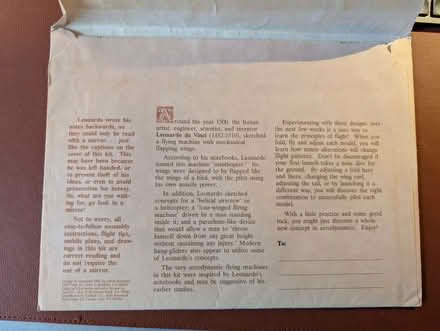 Leonardo wrote his
notes backwards, so
they could only be read
with a mirror . . . just
like the captions on the
cover of this kit. This
may have been because
he was left handed, or
to prevent theft of his
ideas, or even to avoid
persecution for heresy.
So, what are you wait-
ing for, go look in a
mirror!
Not to worry, all
easy-to-follow assembly
instructions, flight tips,
mobile plans, and draw-
ings in this kit are
correct reading and
do not require the
use of a mirror.
Around the year 1500, the Italian
artist, engineer, scientist, and inventor
Leonardo da Vinci (1452-1519), sketched
a flying machine with mechanical
flapping wings.
According to his notebooks, Leonardo
named this machine "ornithopter." Its
wings were designed to be flapped like
the wings of a bird, with the pilot using
his own muscle power.
In addition, Leonardo sketched
concepts for a "helical airscrew" or
a helicopter; a "four-winged flying
machine" driven by a man standing
inside it; and a parachute-like device
that would allow a man to "throw
himself down from any great height
without sustaining any injury." Modern
hang-gliders also appear to utilize some
of Leonardo's concepts.
The very aerodynamic flying machines
in this kit were inspired by Leonardo's
notebooks and may be suggestive of his
earlier studies.
Experimenting with these designs over
the next few weeks is a sure way to
learn the principles of flight! When you
fold, fly and adjust each model, you will
learn how minor alterations will change
flight patterns. Don't be discouraged if
your first launch takes a nose dive for
the ground. By adjusting a fold here
and there, changing the wing curl,
adjusting the tail, or by launching it a
different way, you will discover the right
combination to successfully pilot each
model.
With a little practice and some good
luck, you might just discover a whole
new concept in aerodynamics. Enjoy!
To: